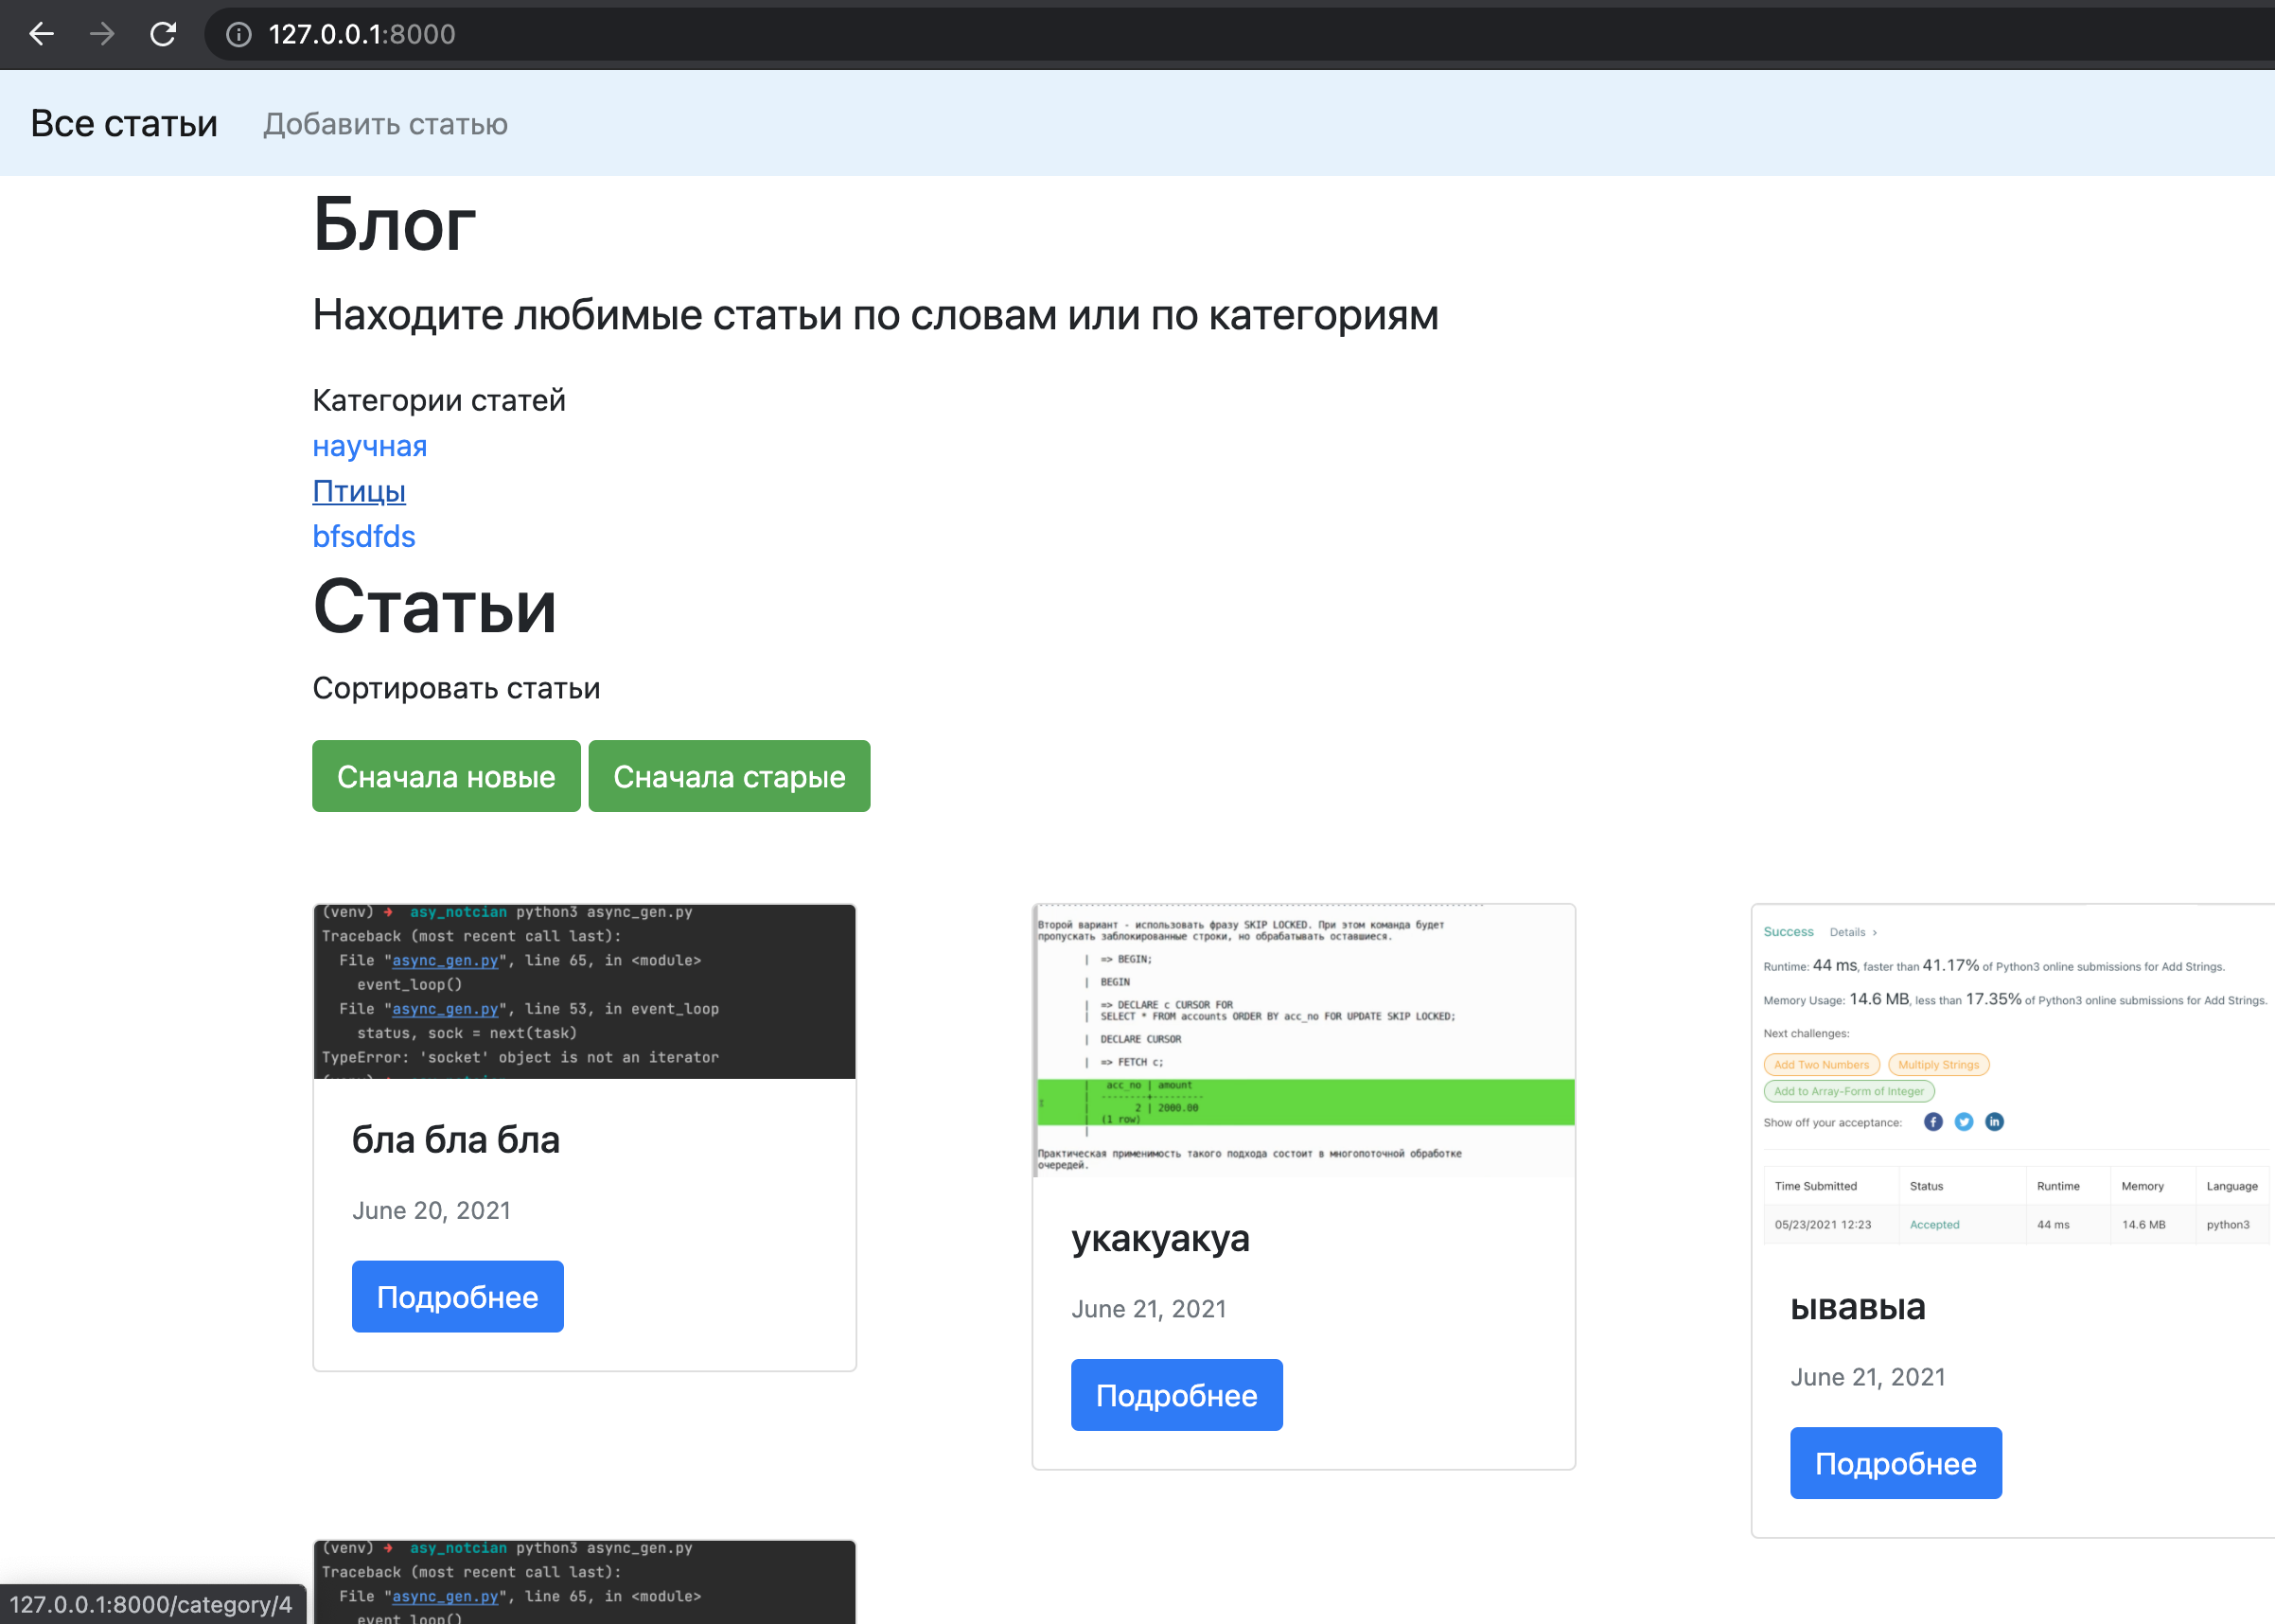 127.0.0.1:8000
Все статьи Добавить статью
Блог
Находите любимые статьи по словам или по категориям
Категории статей
научная
Птицы
bfsdfds
Статьи
Сортировать статьи
Сначала новые Сначала старые
(venv) → asy_notcian python3 async_gen.py
Traceback (most recent call last):
File "async_gen.py", line 65, in <module>
event_loop()
File "async_gen.py", line 53, in event_loop
status, sock = next(task)
TypeError: 'socket' object is not an iterator
бла бла бла
June 20, 2021
Подробнее
Второй вариант - использовать фразу SKIP LOCKED. При этом команда будет
пропускать заблокированные строки, но обрабатывать оставшиеся.
| => BEGIN;
| BEGIN
| => DECLARE c CURSOR FOR
| SELECT * FROM accounts ORDER BY acc_no FOR UPDATE SKIP LOCKED;
| DECLARE CURSOR
| => FETCH c;
| acc_no | amount
| --------+---------
| 2 | 2000.00
| (1 row)
|
Практическая применимость такого подхода состоит в многопоточной обработке
очередей.
укакуакуа
June 21, 2021
Подробнее
Success Details >
Runtime: 44 ms, faster than 41.17% of Python3 online submissions for Add Strings.
Memory Usage: 14.6 MB, less than 17.35% of Python3 online submissions for Add Strings.
Next challenges:
Add Two Numbers Multiply Strings
Add to Array-Form of Integer
Show off your acceptance:
Time Submitted Status Runtime Memory Language
05/23/2021 12:23 Accepted 44 ms 14.6 MB python3
ывавыа
June 21, 2021
Подробнее
(venv) → asy_notcian python3 async_gen.py
Traceback (most recent call last):
File "async_gen.py", line 65, in <module>
event_loop()
127.0.0.1:8000/category/4